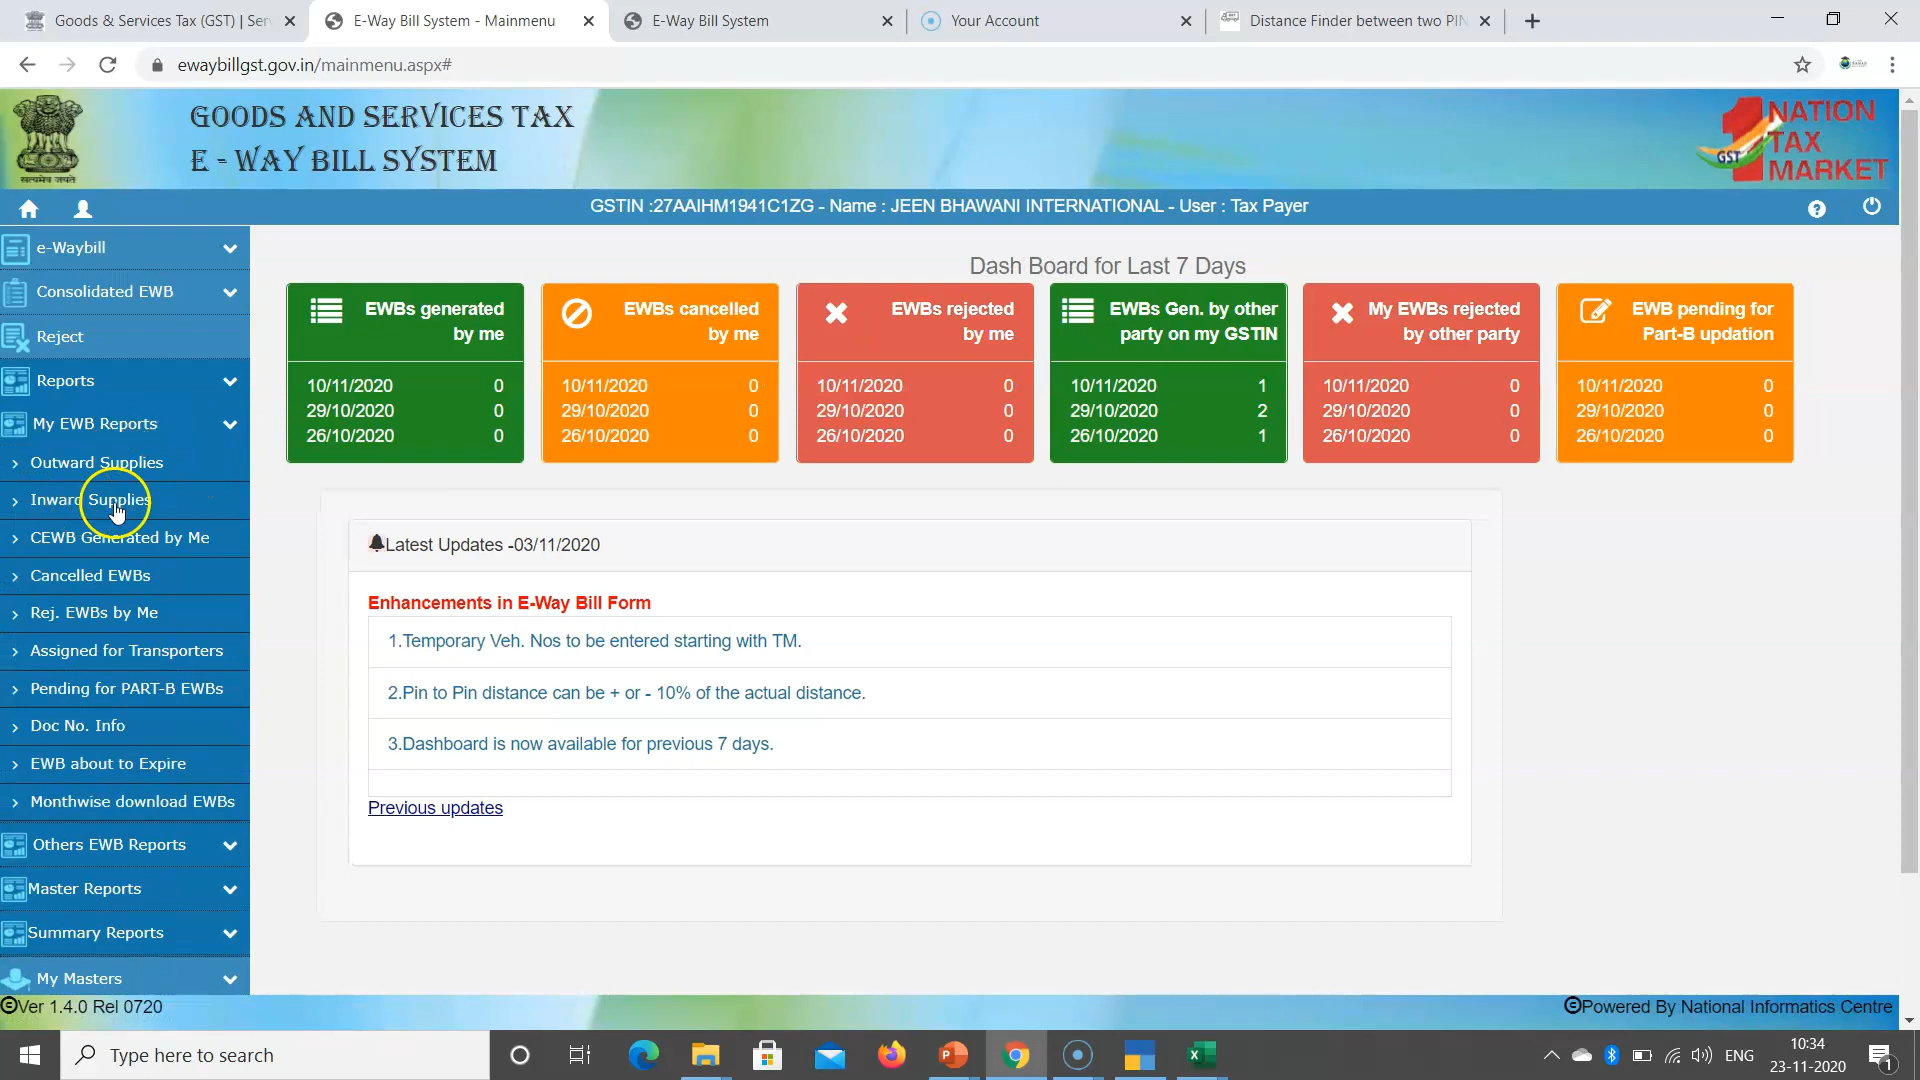 Goods & Services Tax (GST) | Ser
E-Way Bill System - Mainmenu
E-Way Bill System
Your Account
Distance Finder between two PIN
ewaybillgst.gov.in/mainmenu.aspx#
सत्यमेव जयते
GOODS AND SERVICES TAX
E - WAY BILL SYSTEM
NATION
TAX
MARKET
GST
GSTIN :27AAIHM1941C1ZG - Name : JEEN BHAWANI INTERNATIONAL - User : Tax Payer
e-Waybill
Consolidated EWB
Reject
Reports
My EWB Reports
Outward Supplies
Inward Supplies
CEWB Generated by Me
Cancelled EWBs
Rej. EWBs by Me
Assigned for Transporters
Pending for PART-B EWBs
Doc No. Info
EWB about to Expire
Monthwise download EWBs
Others EWB Reports
Master Reports
Summary Reports
My Masters
Dash Board for Last 7 Days
EWBs generated
by me
10/11/2020 0
29/10/2020 0
26/10/2020 0
EWBs cancelled
by me
10/11/2020 0
29/10/2020 0
26/10/2020 0
EWBs rejected
by me
10/11/2020 0
29/10/2020 0
26/10/2020 0
EWBs Gen. by other
party on my GSTIN
10/11/2020 1
29/10/2020 2
26/10/2020 1
My EWBs rejected
by other party
10/11/2020 0
29/10/2020 0
26/10/2020 0
EWB pending for
Part-B updation
10/11/2020 0
29/10/2020 0
26/10/2020 0
Latest Updates -03/11/2020
Enhancements in E-Way Bill Form
1.Temporary Veh. Nos to be entered starting with TM.
2.Pin to Pin distance can be + or - 10% of the actual distance.
3.Dashboard is now available for previous 7 days.
Previous updates
©Ver 1.4.0 Rel 0720
©Powered By National Informatics Centre
Type here to search
ENG
10:34
23-11-2020
1